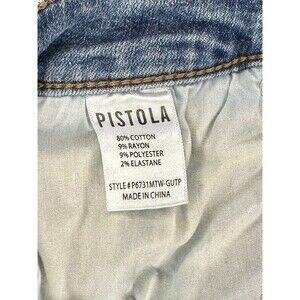 PISTOLA
80% COTTON
9% RAYON
9% POLYESTER
2% ELASTANE
STYLE # P6731MTW-GUTP
MADE IN CHINA